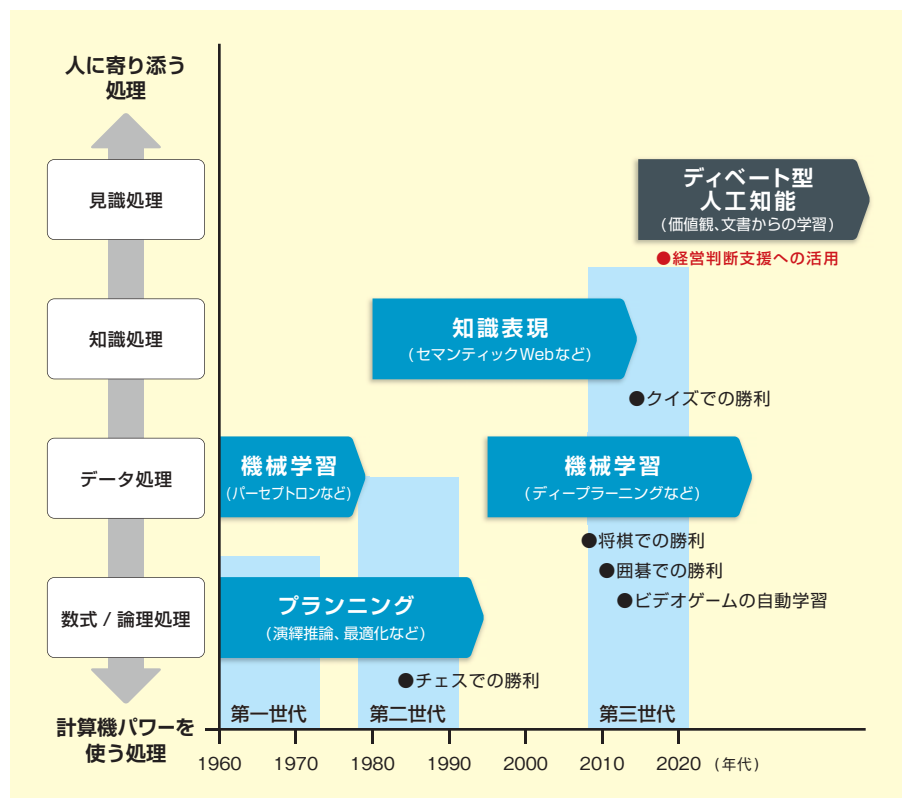 人に寄り添う
処理
見識処理
ディベート型
人工知能
(価値観、文書からの学習)
●経営判断支援への活用
知識処理
知識表現
(セマンティックWebなど)
●クイズでの勝利
データ処理
機械学習
(パーセプトロンなど)
機械学習
(ディープラーニングなど)
●将棋での勝利
●囲碁での勝利
●ビデオゲームの自動学習
数式 / 論理処理
プランニング
(演繹推論、最適化など)
●チェスでの勝利
計算機パワーを
使う処理
第一世代
第二世代
第三世代
1960 1970 1980 1990 2000 2010 2020 (年代)